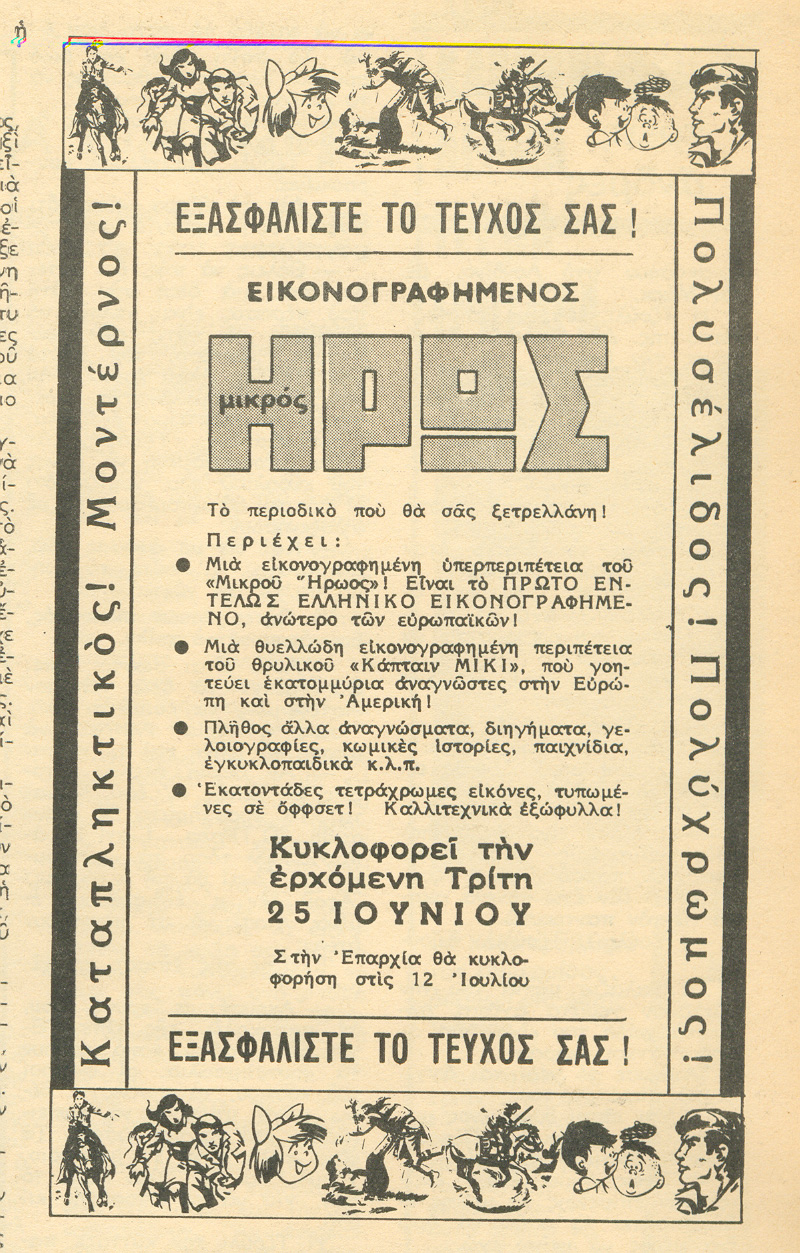 ἡ
ΕΞΑΣΦΑΛΙΣΤΕ ΤΟ ΤΕΥΧΟΣ ΣΑΣ !
Καταπληκτικὸς! Μοντέρνος!
Πολυσέλιδος! Πολύχρωμος!
ΕΙΚΟΝΟΓΡΑΦΗΜΕΝΟΣ
μικρός
ΗΡΩΣ
Τὸ περιοδικὸ ποὺ θὰ σᾶς ξετρελλάνη!
Περιέχει:
● Μιὰ εἰκονογραφημένη ὑπερπεριπέτεια τοῦ
«Μικροῦ Ἥρωος»! Εἶναι τὸ ΠΡΩΤΟ ΕΝ-
ΤΕΛΩΣ ΕΛΛΗΝΙΚΟ ΕΙΚΟΝΟΓΡΑΦΗΜΕ-
ΝΟ, ἀνώτερο τῶν εὐρωπαϊκῶν!
● Μιὰ θυελλώδη εἰκονογραφημένη περιπέτεια
τοῦ θρυλικοῦ «Κάπταιν ΜΙΚΙ», ποὺ γοη-
τεύει ἑκατομμύρια ἀναγνῶστες στὴν Εὐρώ-
πη καὶ στὴν Ἀμερική!
● Πλῆθος ἄλλα ἀναγνώσματα, διηγήματα, γε-
λοιογραφίες, κωμικὲς ἱστορίες, παιχνίδια,
ἐγκυκλοπαιδικὰ κ.λ.π.
● Ἑκατοντάδες τετράχρωμες εἰκόνες, τυπωμέ-
νες σὲ ὄφφσετ! Καλλιτεχνικὰ ἐξώφυλλα!
Κυκλοφορεῖ τὴν
ἐρχόμενη Τρίτη
25 ΙΟΥΝΙΟΥ
Στὴν Ἐπαρχία θὰ κυκλο-
φορήση στὶς 12 Ἰουλίου
ΕΞΑΣΦΑΛΙΣΤΕ ΤΟ ΤΕΥΧΟΣ ΣΑΣ !